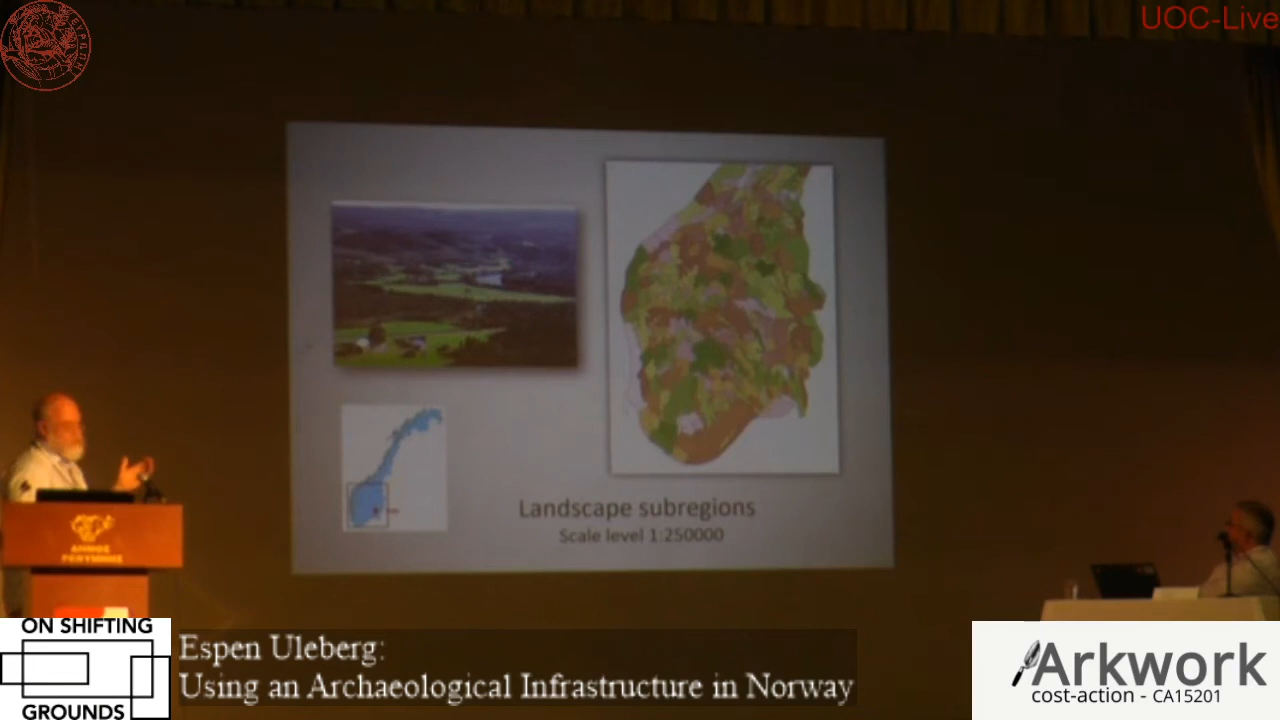 UOC-Live
Landscape subregions
Scale level 1:250000
ON SHIFTING
GROUNDS
Espen Uleberg:
Using an Archaeological Infrastructure in Norway
Arkwork
cost-action - CA15201